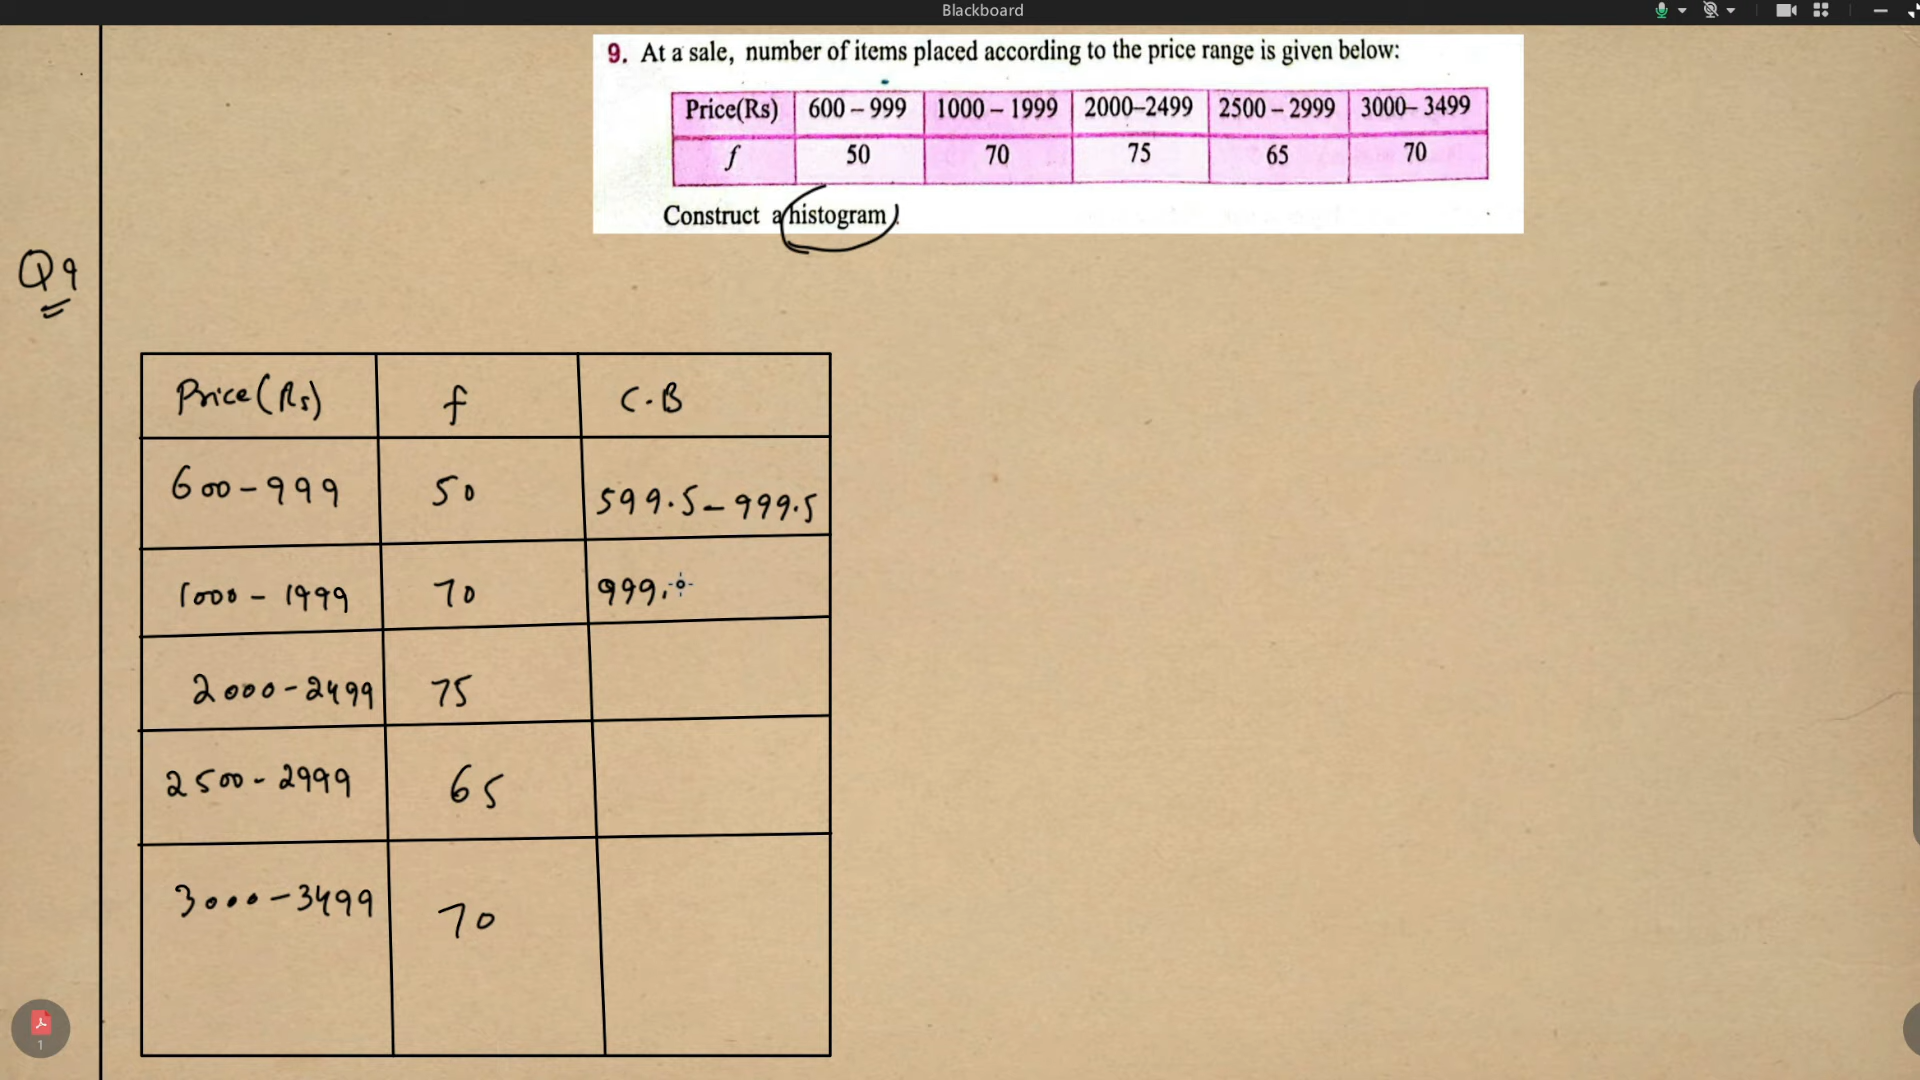 Blackboard
9. At a sale, number of items placed according to the price range is given below:
Price(Rs) 600 – 999 1000 – 1999 2000–2499 2500 – 2999 3000– 3499
f 50 70 75 65 70
Construct a histogram.
Q9
Price(Rs) f C.B
600-999 50 599.5-999.5
1000-1999 70 999.
2000-2499 75
2500-2999 65
3000-3499 70
1